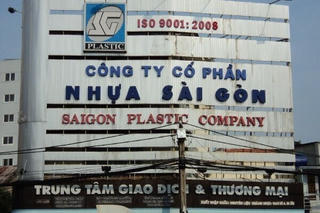 SG
PLASTIC
ISO 9001: 2008
CÔNG TY CỔ PHẦN
NHỰA SÀI GÒN
SAIGON PLASTIC COMPANY
TRUNG TÂM GIAO DỊCH & THƯƠNG MẠI